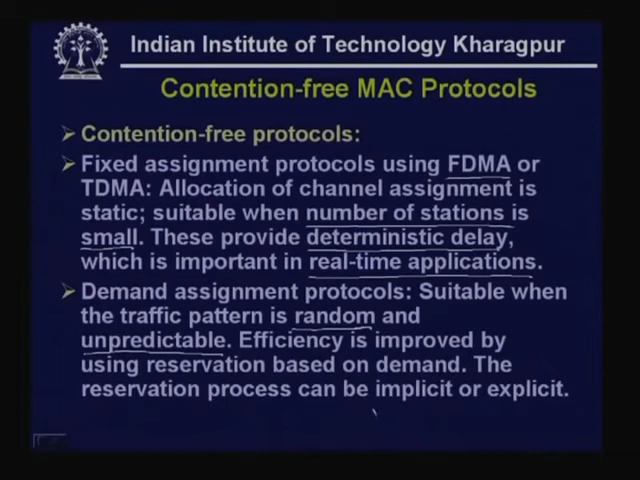 Indian Institute of Technology Kharagpur
Contention-free MAC Protocols
Contention-free protocols:
Fixed assignment protocols using FDMA or
TDMA: Allocation of channel assignment is
static; suitable when number of stations is
small. These provide deterministic delay,
which is important in real-time applications.
Demand assignment protocols: Suitable when
the traffic pattern is random and
unpredictable. Efficiency is improved by
using reservation based on demand. The
reservation process can be implicit or explicit.